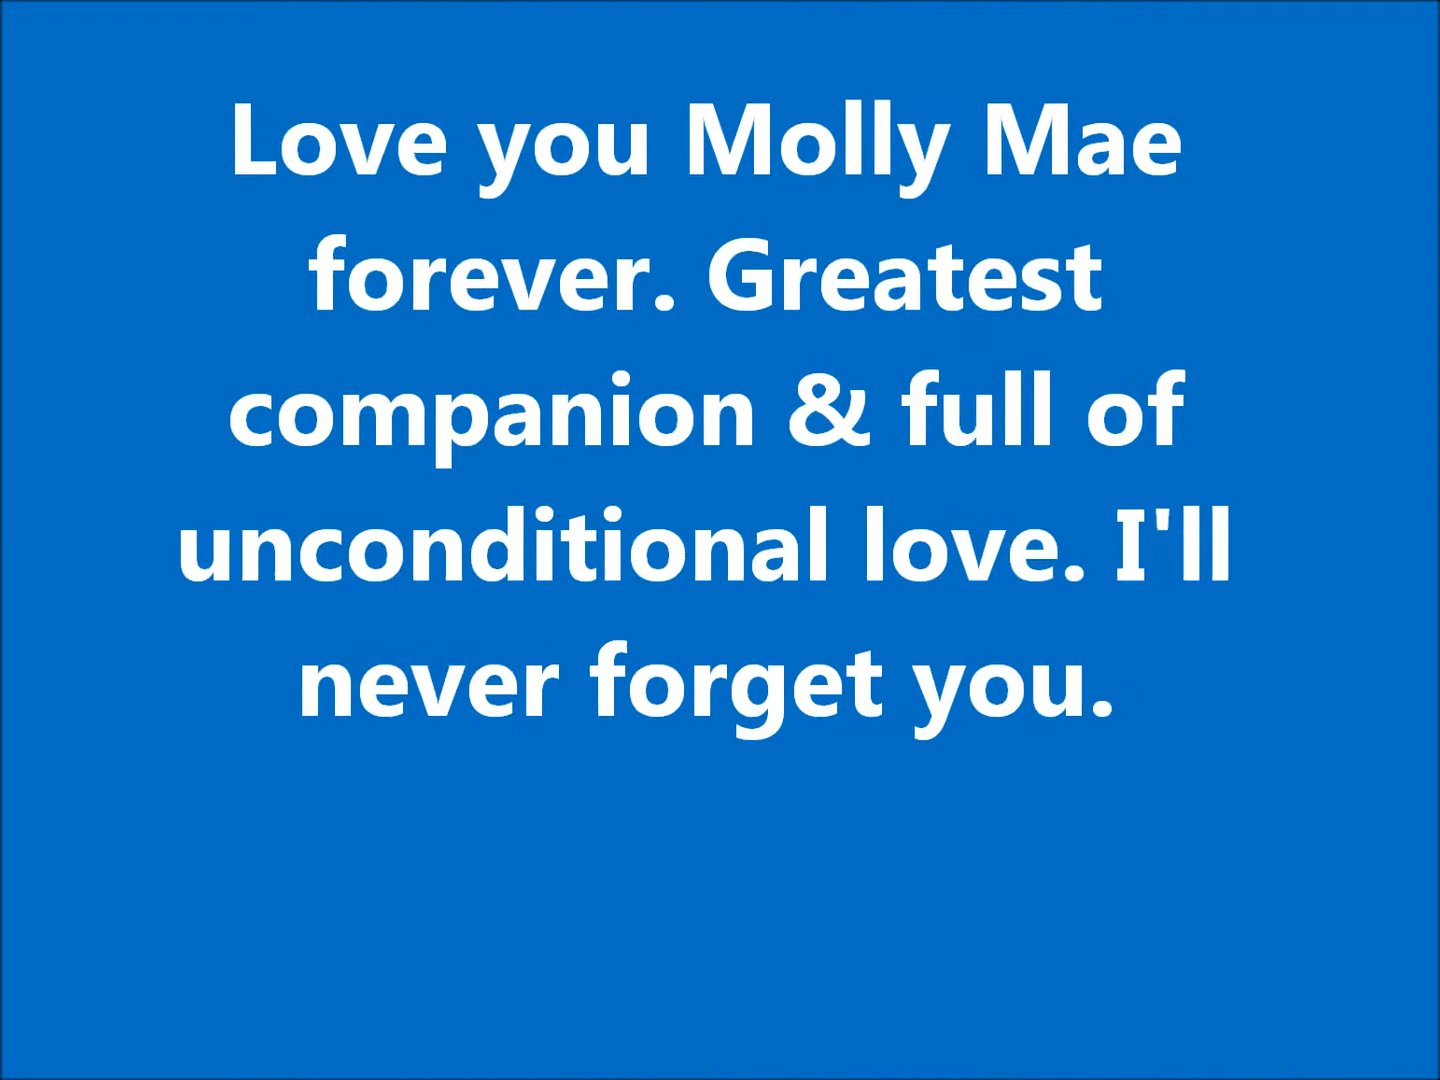 Love you Molly Mae
forever. Greatest
companion & full of
unconditional love. I'll
never forget you.